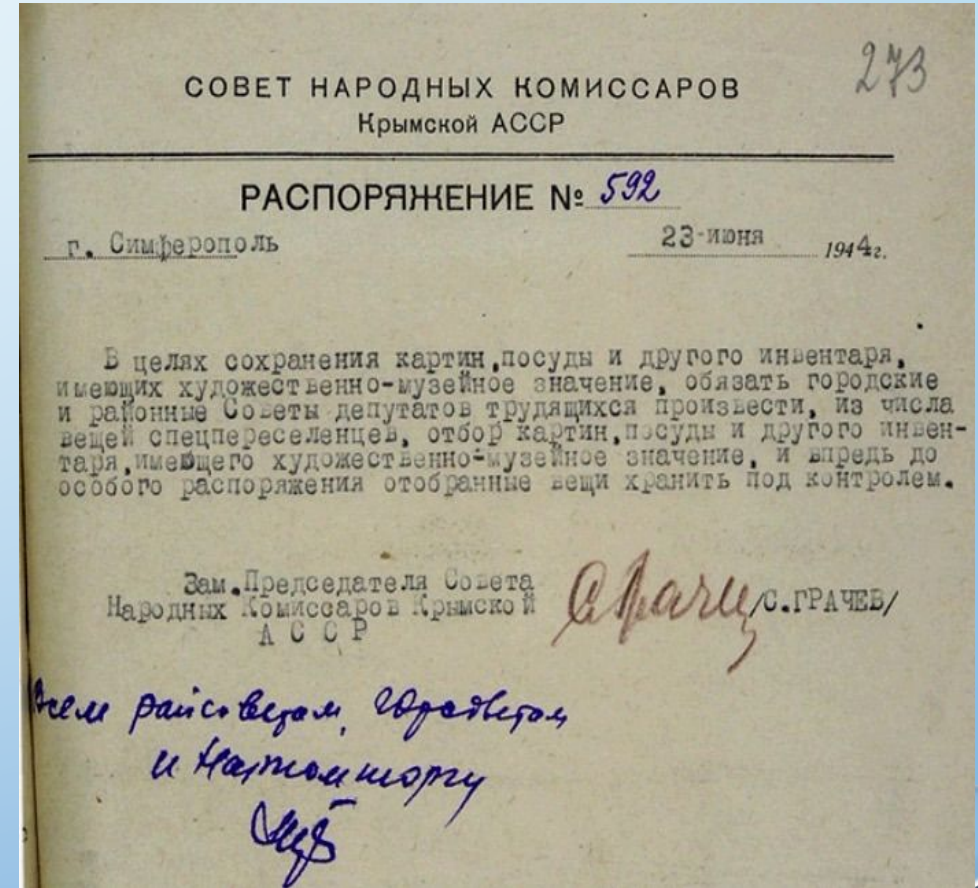 273
СОВЕТ НАРОДНЫХ КОМИССАРОВ
Крымской АССР
РАСПОРЯЖЕНИЕ № 592
г. Симферополь 23-июня 1944г.
В целях сохранения картин,посуды и другого инвентаря,
имеющих художественно-музейное значение, обязать городские
и районные Советы депутатов трудящихся произвести, из числа
вещей спецпереселенцев, отбор картин,посуды и другого инвен-
таря,имеющего художественно-музейное значение, и впредь до
особого распоряжения отобранные вещи хранить под контролем.
Зам.Председателя Совета
Народных Комиссаров Крымской /С.ГРАЧЕВ/
А С С Р
Всем райсоветам, горсоветам
и Наркомторгу